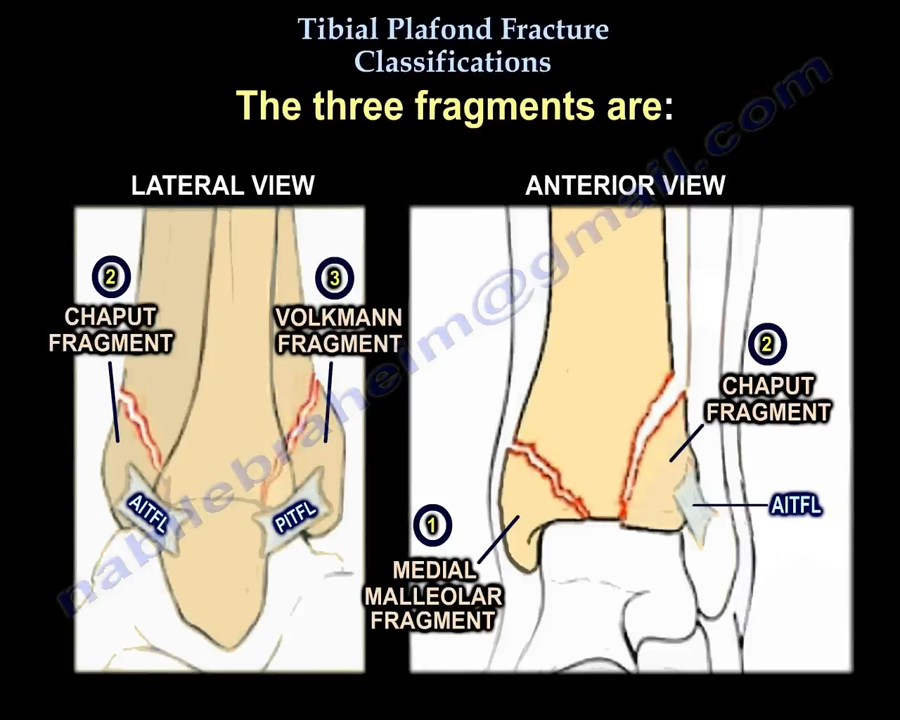 Tibial Plafond Fracture
Classifications
The three fragments are:
LATERAL VIEW
ANTERIOR VIEW
2
CHAPUT
FRAGMENT
3
VOLKMANN
FRAGMENT
2
CHAPUT
FRAGMENT
AITFL
PITFL
AITFL
1
MEDIAL
MALLEOLAR
FRAGMENT
nabilebraheim@gmail.com